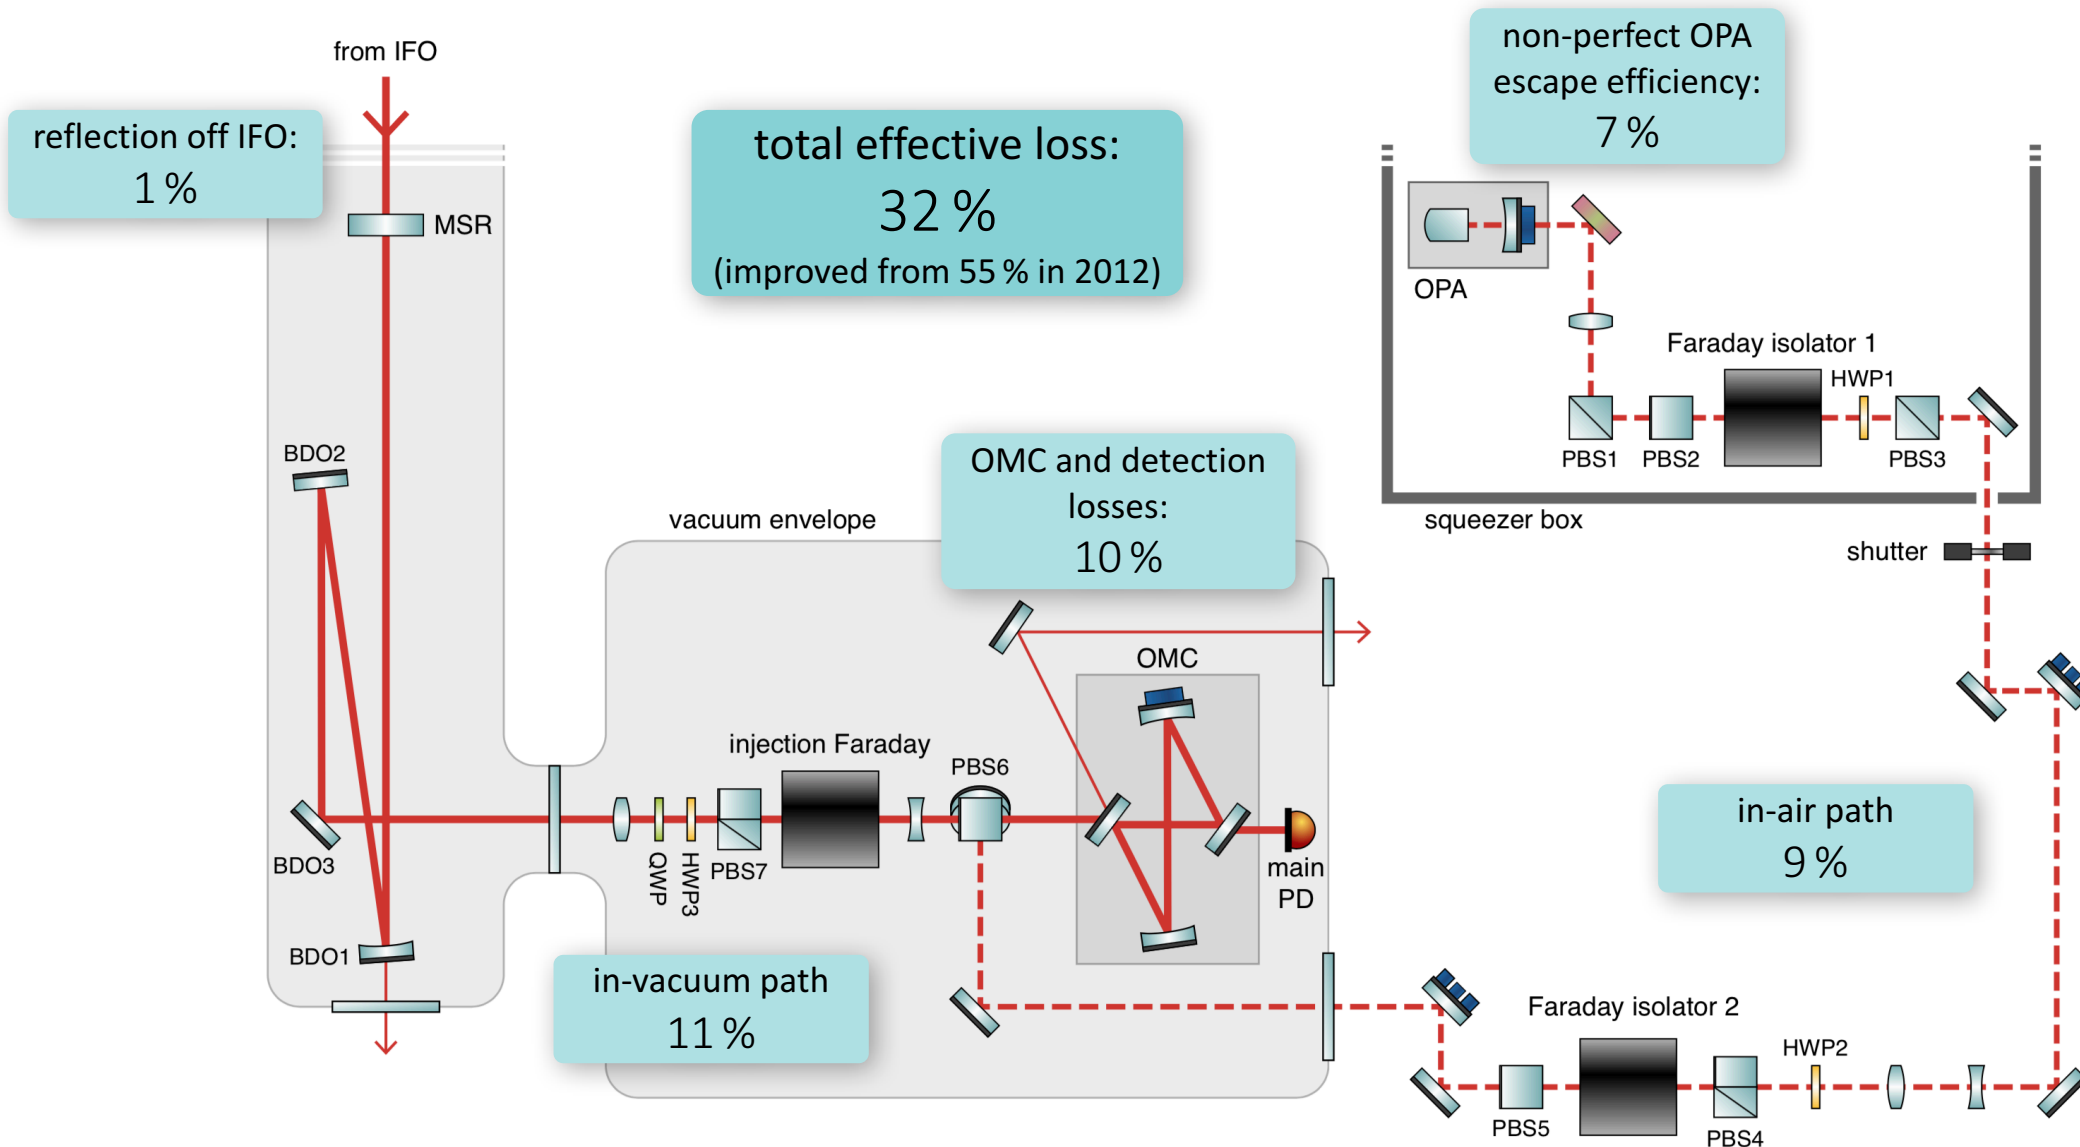 from IFO
reflection off IFO:
1 %
MSR
total effective loss:
32 %
(improved from 55 % in 2012)
non-perfect OPA
escape efficiency:
7 %
OPA
Faraday isolator 1
HWP1
PBS1
PBS2
PBS3
squeezer box
shutter
BDO2
vacuum envelope
OMC and detection
losses:
10 %
OMC
injection Faraday
PBS6
BDO3
QWP
HWP3
PBS7
main
PD
in-air path
9 %
BDO1
in-vacuum path
11 %
Faraday isolator 2
HWP2
PBS5
PBS4